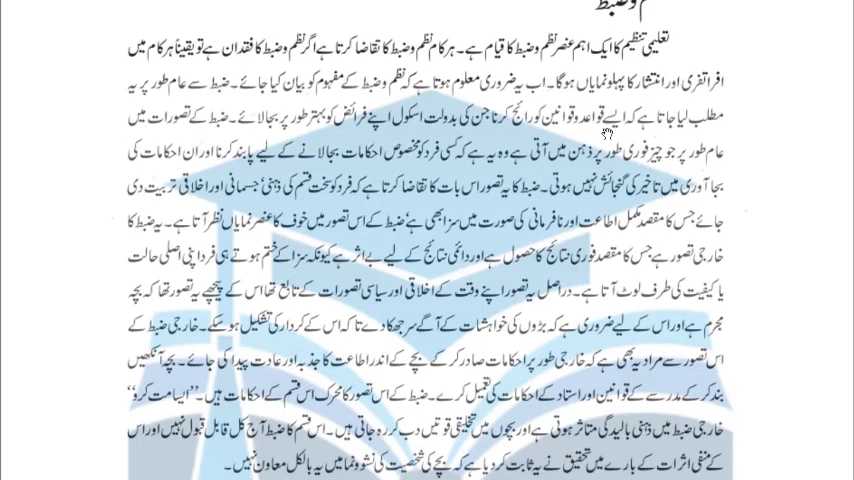 نظم وضبط
تعلیمی تنظیم کا ایک اہم عنصر نظم وضبط کا قیام ہے۔ ہر کام نظم وضبط کا تقاضا کرتا ہے اگر نظم وضبط کا فقدان ہے تو یقیناً ہر کام میں
افراتفری اور انتشار کا پہلو نمایاں ہوگا۔ اب یہ ضروری معلوم ہوتا ہے کہ نظم وضبط کے مفہوم کو بیان کیا جائے۔ ضبط سے عام طور پر یہ
مطلب لیا جاتا ہے کہ ایسے قواعد و قوانین کو رائج کرنا جن کی بدولت اسکول اپنے فرائض کو بہتر طور پر بجا لائے۔ ضبط کے تصورات میں
عام طور پر جو چیز فوری طور پر ذہن میں آتی ہے وہ یہ ہے کہ کسی فرد کو مخصوص احکامات بجا لانے کے لیے پابند کرنا اور ان احکامات کی
بجا آوری میں تاخیر کی گنجائش نہیں ہوتی۔ ضبط کا یہ تصور اس بات کا تقاضا کرتا ہے کہ فرد کو سخت قسم کی ذہنی‘ جسمانی اور اخلاقی تربیت دی
جائے جس کا مقصد مکمل اطاعت اور نافرمانی کی صورت میں سزا بھی ہے‘ ضبط کے اس تصور میں خوف کا عنصر نمایاں نظر آتا ہے۔ یہ ضبط کا
خارجی تصور ہے جس کا مقصد فوری نتائج کا حصول ہے اور دائمی نتائج کے لیے بے اثر ہے کیونکہ سزا کے ختم ہوتے ہی فرد اپنی اصلی حالت
یا کیفیت کی طرف لوٹ آتا ہے۔ دراصل یہ تصور اپنے وقت کے اخلاقی اور سیاسی تصورات کے تابع تھا اس کے پیچھے یہ تصور تھا کہ بچہ
مجرم ہے اور اس کے لیے ضروری ہے کہ بڑوں کی خواہشات کے آگے سر جھکا دے تا کہ اس کے کردار کی تشکیل ہو سکے۔ خارجی ضبط کے
اس تصور سے مراد یہ بھی ہے کہ خارجی طور پر احکامات صادر کر کے بچے کے اندر اطاعت کا جذبہ اور عادت پیدا کی جائے۔ بچہ آنکھیں
بند کر کے مدرسے کے قوانین اور استاد کے احکامات کی تعمیل کرے۔ ضبط کے اس تصور کا محرک اس قسم کے احکامات ہیں۔ ’’ایسا مت کرو‘‘
خارجی ضبط میں ذہنی بالیدگی متاثر ہوتی ہے اور بچوں میں تخلیقی قوتیں دب کر رہ جاتی ہیں۔ اس قسم کا ضبط آج کل قابل قبول نہیں اور اس
کے منفی اثرات کے بارے میں تحقیق نے یہ ثابت کر دیا ہے کہ بچے کی شخصیت کی نشوونما میں یہ بالکل معاون نہیں۔